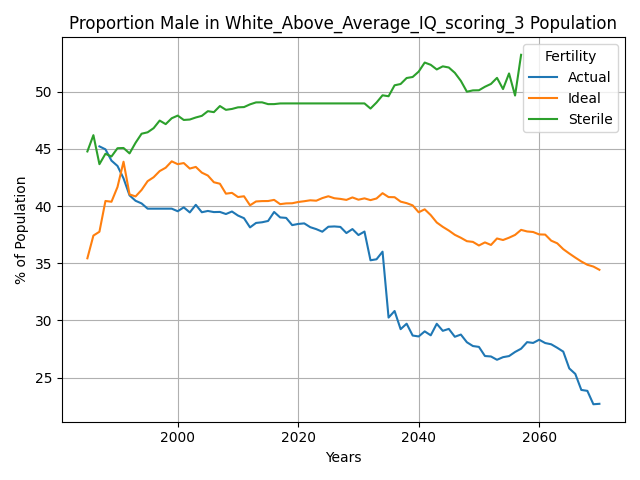 Proportion Male in White_Above_Average_IQ_scoring_3 Population
Fertility
Actual
Ideal
Sterile
% of Population
50
45
40
35
30
25
2000
2020
2040
2060
Years